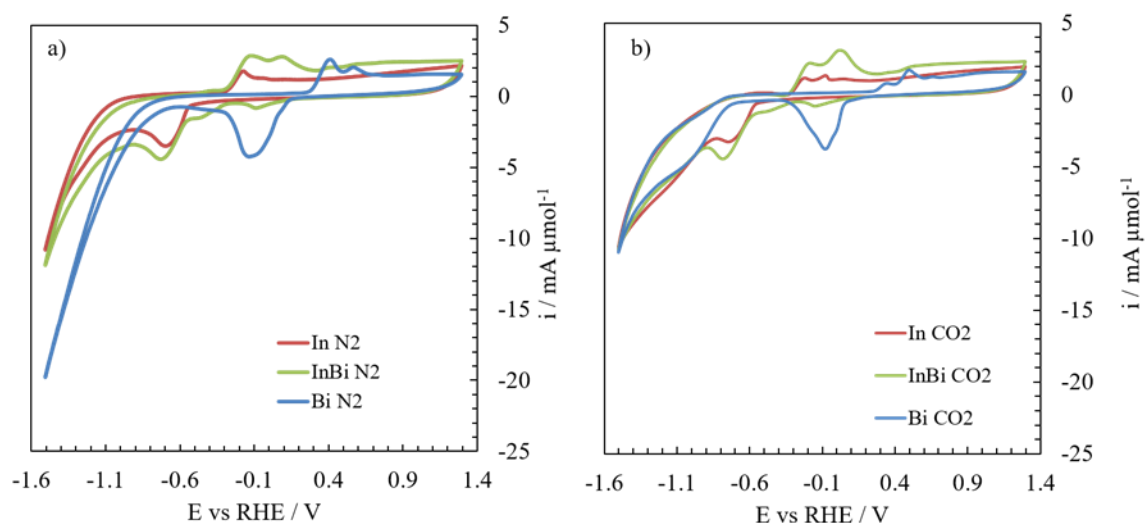 a)
5
0
-5
-10
-15
-20
-25
i / mA µmol-1
In N2
InBi N2
Bi N2
-1.6 -1.1 -0.6 -0.1 0.4 0.9 1.4
E vs RHE / V
b)
5
0
-5
-10
-15
-20
-25
i / mA µmol-1
In CO2
InBi CO2
Bi CO2
-1.6 -1.1 -0.6 -0.1 0.4 0.9 1.4
E vs RHE / V